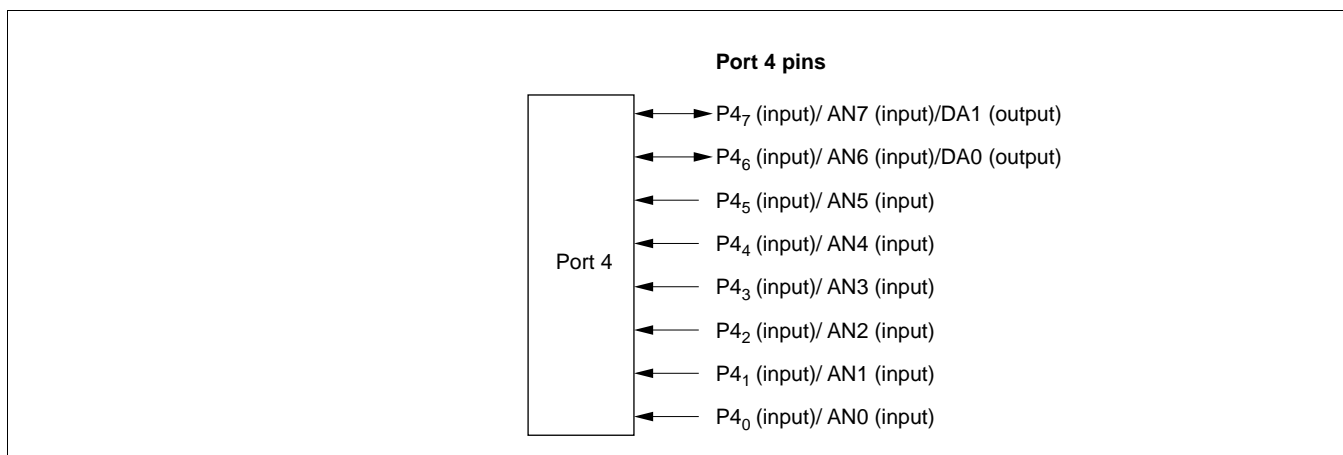 Port 4 pins
P4₇ (input)/ AN7 (input)/DA1 (output)
P4₆ (input)/ AN6 (input)/DA0 (output)
P4₅ (input)/ AN5 (input)
P4₄ (input)/ AN4 (input)
Port 4
P4₃ (input)/ AN3 (input)
P4₂ (input)/ AN2 (input)
P4₁ (input)/ AN1 (input)
P4₀ (input)/ AN0 (input)